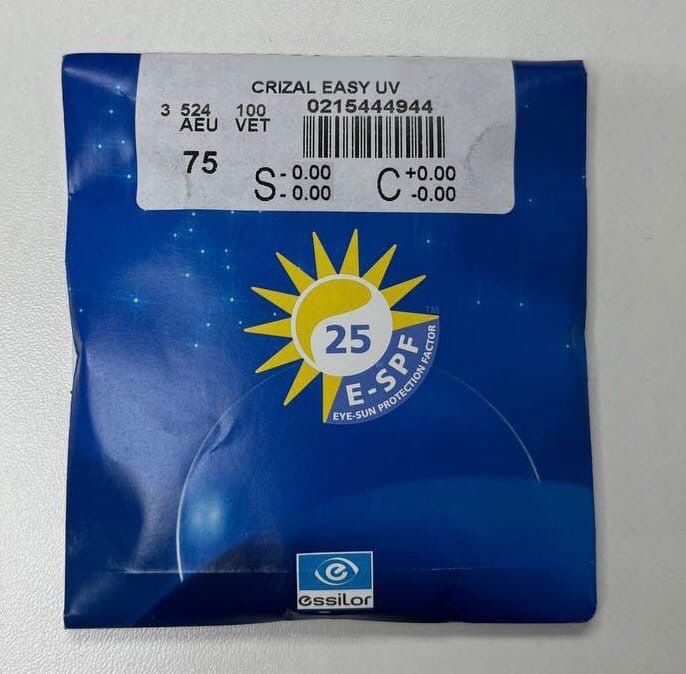 CRIZAL EASY UV
3 524 100 0215444944
AEU VET
75
S - 0.00 C +0.00
- 0.00 -0.00
TM
25
E-SPF
EYE-SUN PROTECTION FACTOR
e
essilor